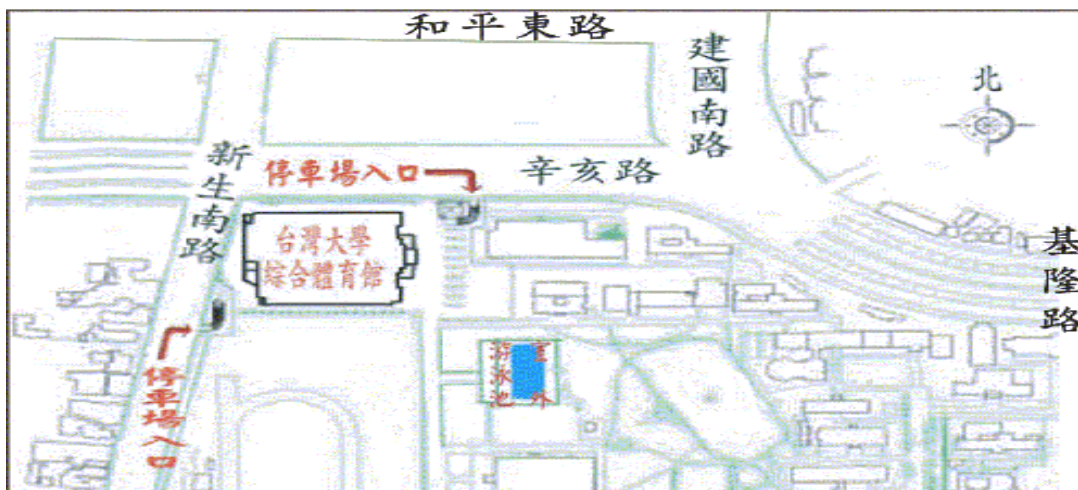 和平東路
建國南路
北
新生南路
停車場入口
辛亥路
台灣大學
綜合體育館
基隆路
停車場入口
室外
游泳池